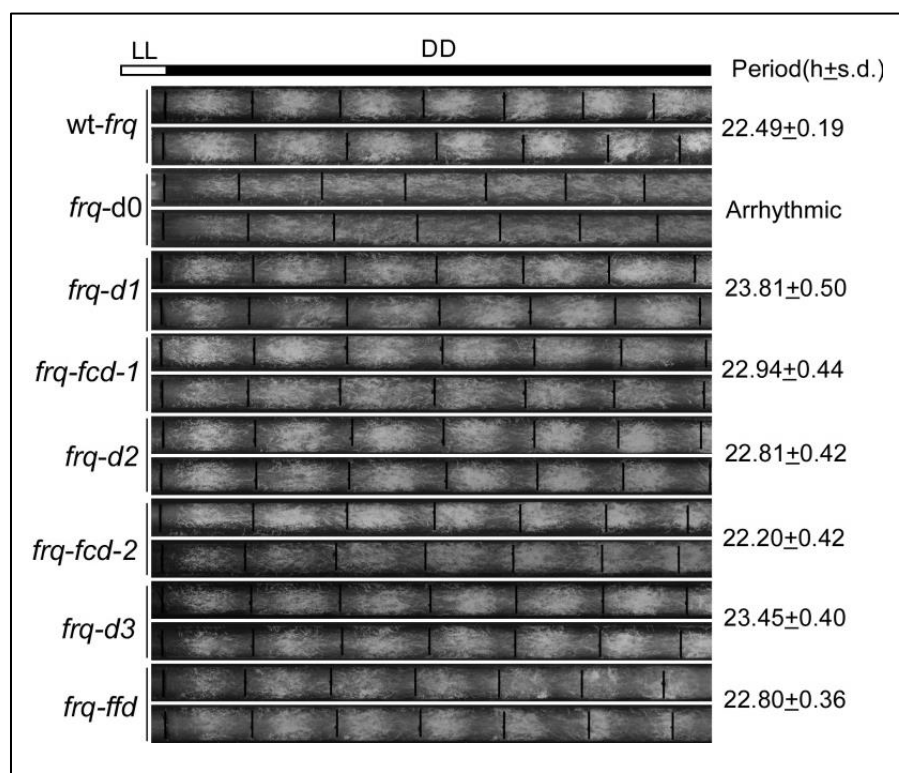 LL DD Period(h±s.d.)
wt-frq 22.49±0.19
frq-d0 Arrhythmic
frq-d1 23.81±0.50
frq-fcd-1 22.94±0.44
frq-d2 22.81±0.42
frq-fcd-2 22.20±0.42
frq-d3 23.45±0.40
frq-ffd 22.80±0.36